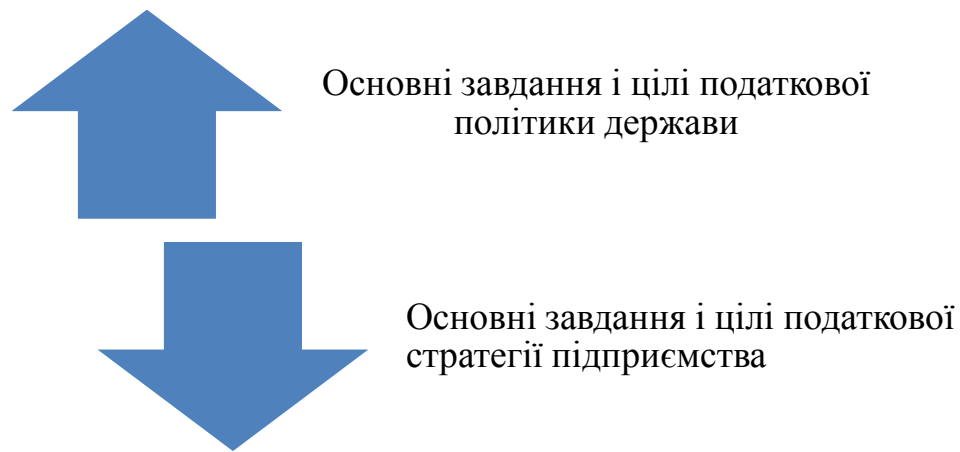 Основні завдання і цілі податкової
політики держави
Основні завдання і цілі податкової
стратегії підприємства